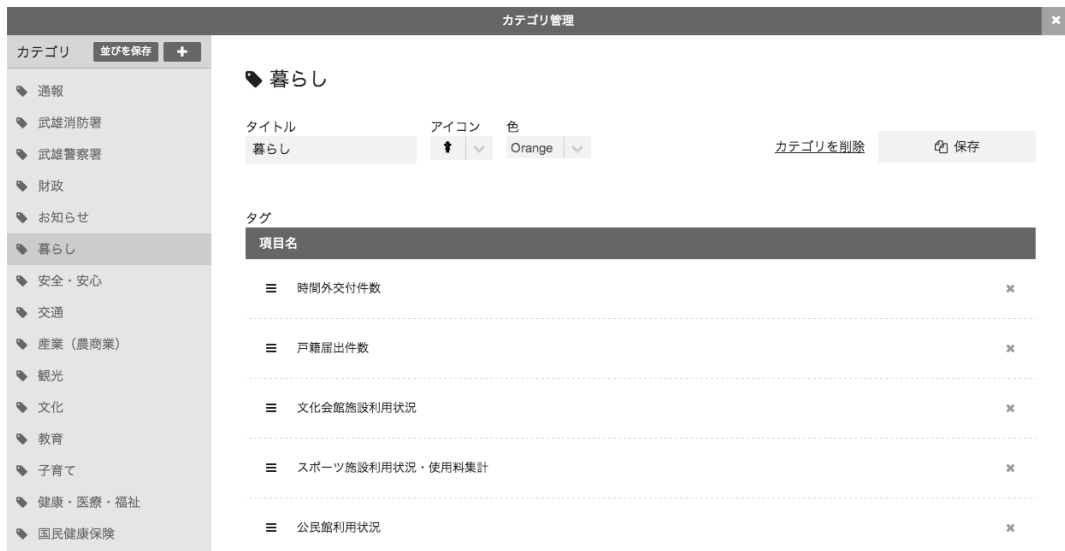 カテゴリ管理
カテゴリ 並びを保存
通報
武雄消防署
武雄警察署
財政
お知らせ
暮らし
安全・安心
交通
産業（農商業）
観光
文化
教育
子育て
健康・医療・福祉
国民健康保険
暮らし
タイトル アイコン 色
暮らし Orange カテゴリを削除 保存
タグ
項目名
時間外交付件数
戸籍届出件数
文化会館施設利用状況
スポーツ施設利用状況・使用料集計
公民館利用状況